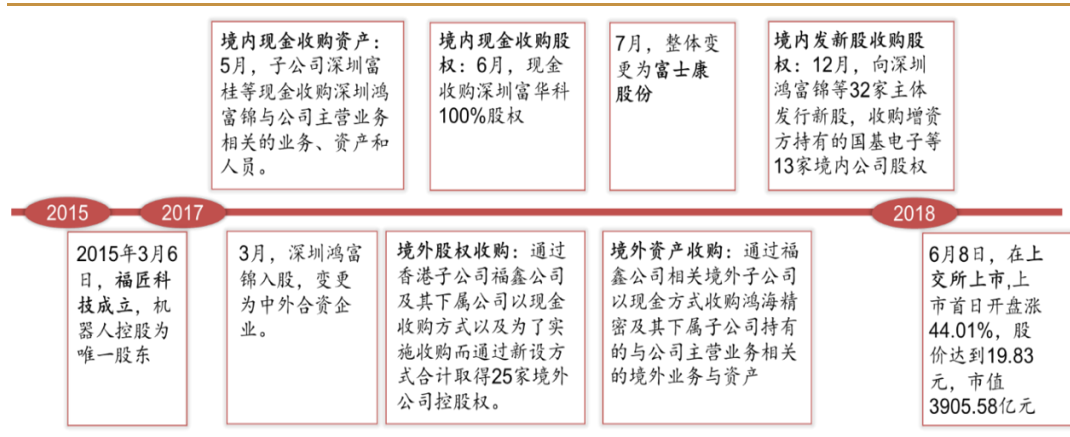 境内现金收购资产：
5月，子公司深圳富
桂等现金收购深圳鸿
富锦与公司主营业务
相关的业务、资产和
人员。
境内现金收购股
权：6月，现金
收购深圳富华科
100%股权
7月，整体变
更为富士康
股份
境内发新股收购股
权：12月，向深圳
鸿富锦等32家主体
发行新股，收购增资
方持有的国基电子等
13家境内公司股权
2015
2017
2018
2015年3月6
日，福匠科
技成立，机
器人控股为
唯一股东
3月，深圳鸿富
锦入股，变更
为中外合资企
业。
境外股权收购：通过
香港子公司福鑫公司
及其下属公司以现金
收购方式以及为了实
施收购而通过新设方
式合计取得25家境外
公司控股权。
境外资产收购：通过福
鑫公司相关境外子公司
以现金方式收购鸿海精
密及其下属子公司持有
的与公司主营业务相关
的境外业务与资产
6月8日，在上
交所上市,上
市首日开盘涨
44.01%，股
价达到19.83
元，市值
3905.58亿元